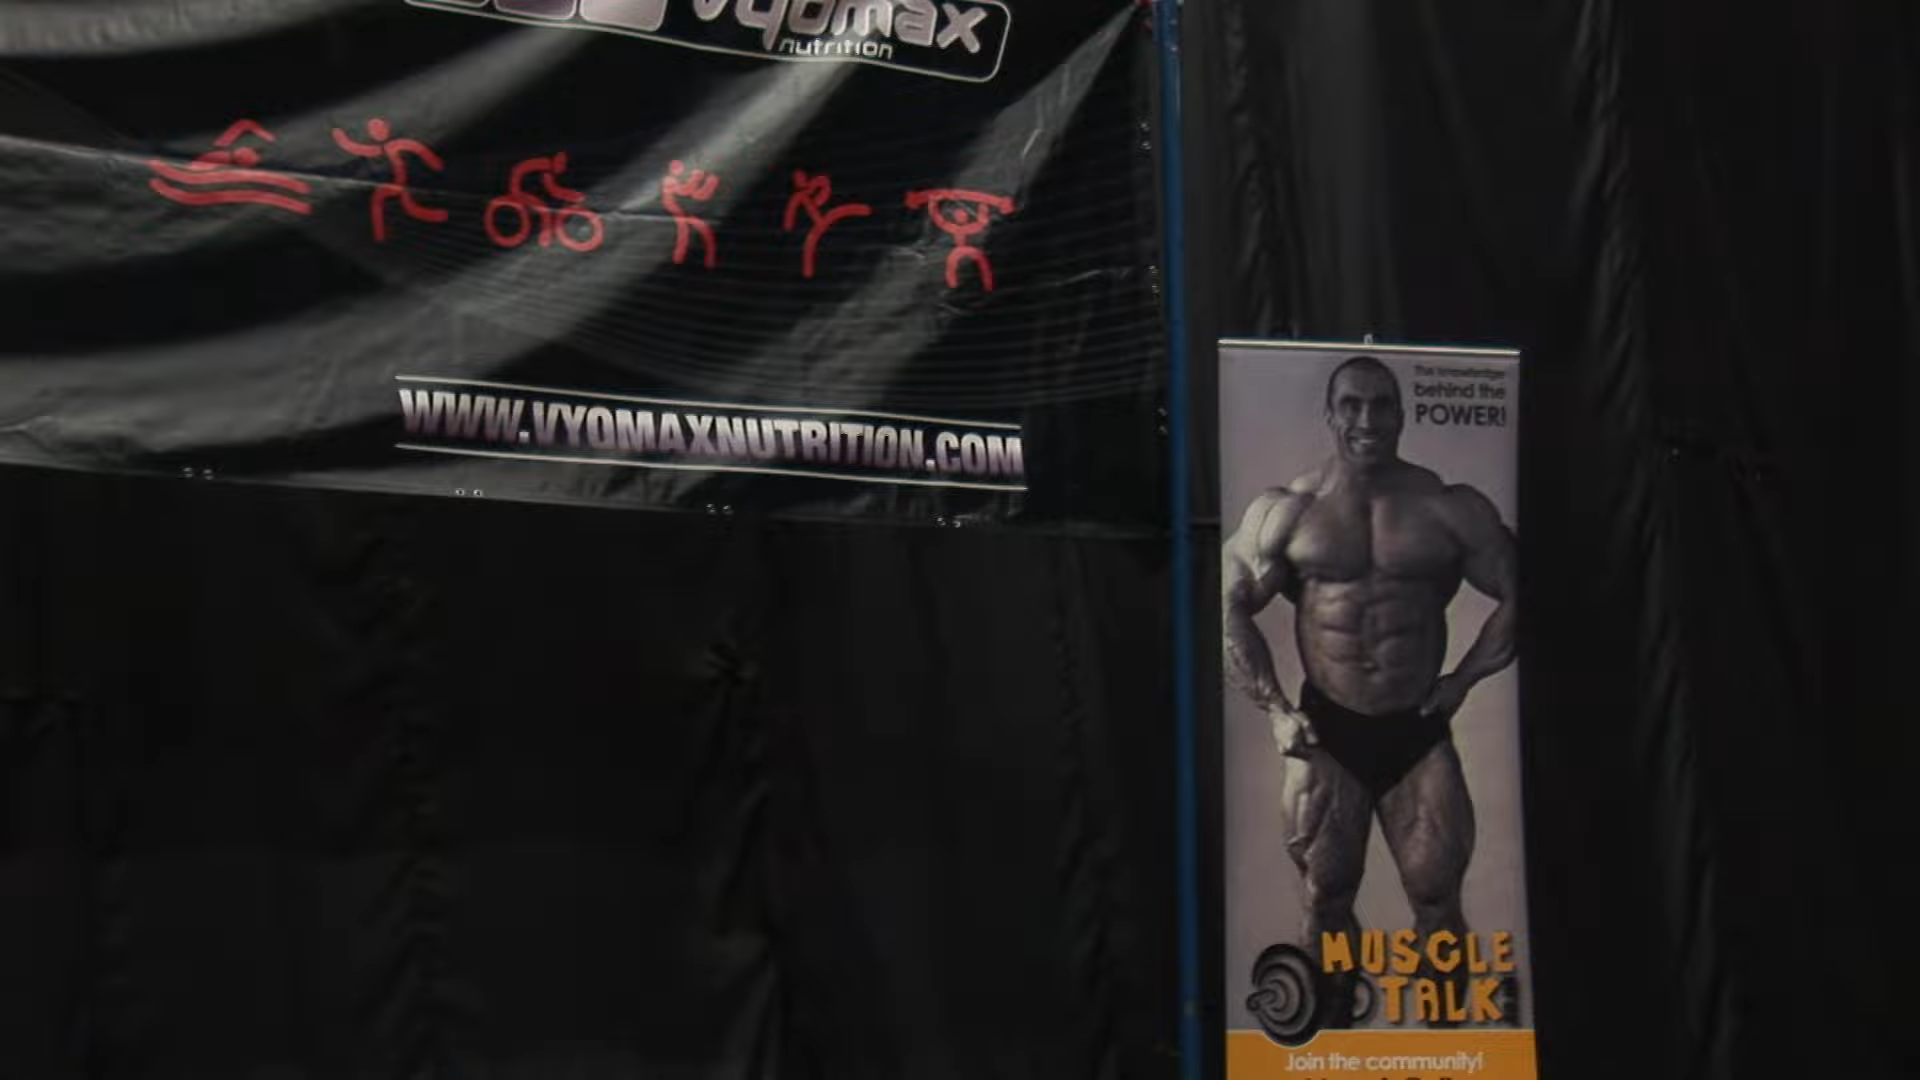 vyomax
nutrition
WWW.VYOMAXNUTRITION.COM
The knowledge
behind the
POWER!
MUSCLE
TALK
Join the community!